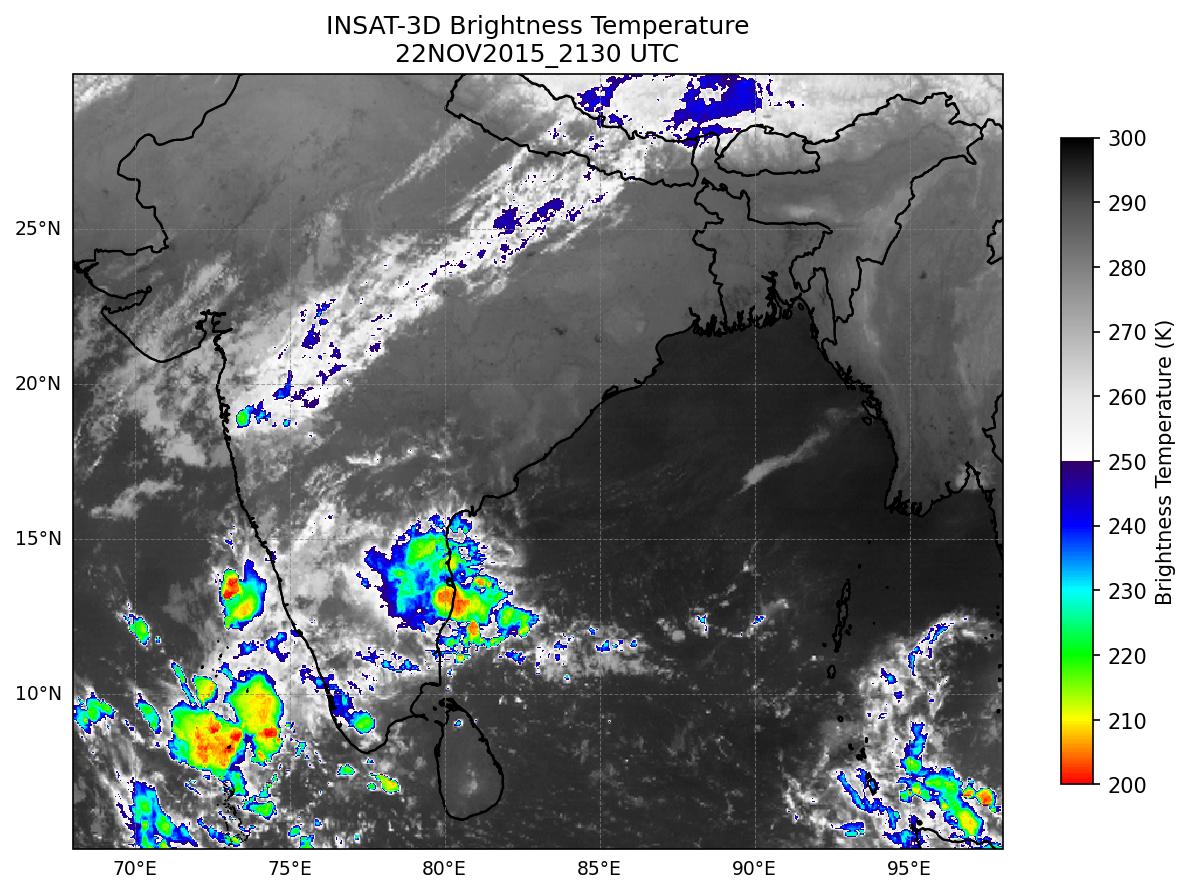 INSAT-3D Brightness Temperature
22NOV2015_2130 UTC
25°N
20°N
15°N
10°N
70°E
75°E
80°E
85°E
90°E
95°E
300
290
280
270
260
250
240
230
220
210
200
Brightness Temperature (K)